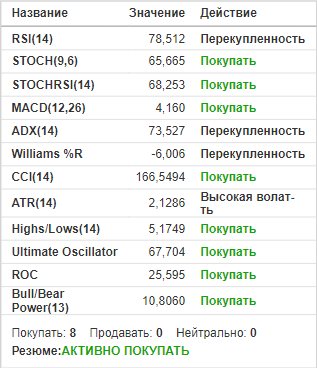 Название Значение Действие
RSI(14) 78,512 Перекупленность
STOCH(9,6) 65,665 Покупать
STOCHRSI(14) 68,253 Покупать
MACD(12,26) 4,160 Покупать
ADX(14) 73,527 Перекупленность
Williams %R -6,006 Перекупленность
CCI(14) 166,5494 Покупать
ATR(14) 2,1286 Высокая волат-
ть
Highs/Lows(14) 5,1749 Покупать
Ultimate Oscillator 67,704 Покупать
ROC 25,595 Покупать
Bull/Bear
Power(13) 10,8060 Покупать
Покупать: 8 Продавать: 0 Нейтрально: 0
Резюме:АКТИВНО ПОКУПАТЬ